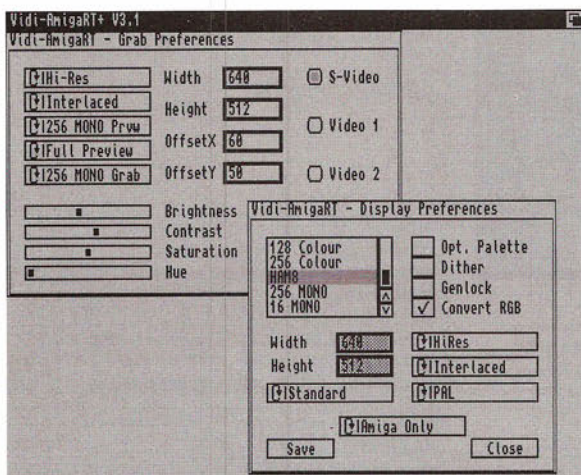 Vidi-AmigaRT+ V3.1
Vidi-AmigaRT - Grab Preferences
Hi-Res
Interlaced
256 MONO Prvw
Full Preview
256 MONO Grab
Width 640
Height 512
OffsetX 60
OffsetY 50
S-Video
Video 1
Video 2
Brightness
Contrast
Saturation
Hue
Vidi-AmigaRT - Display Preferences
128 Colour
256 Colour
HAM8
256 MONO
16 MONO
Opt. Palette
Dither
Genlock
Convert RGB
Width 640
Height 512
HiRes
Interlaced
Standard
PAL
Amiga Only
Save
Close